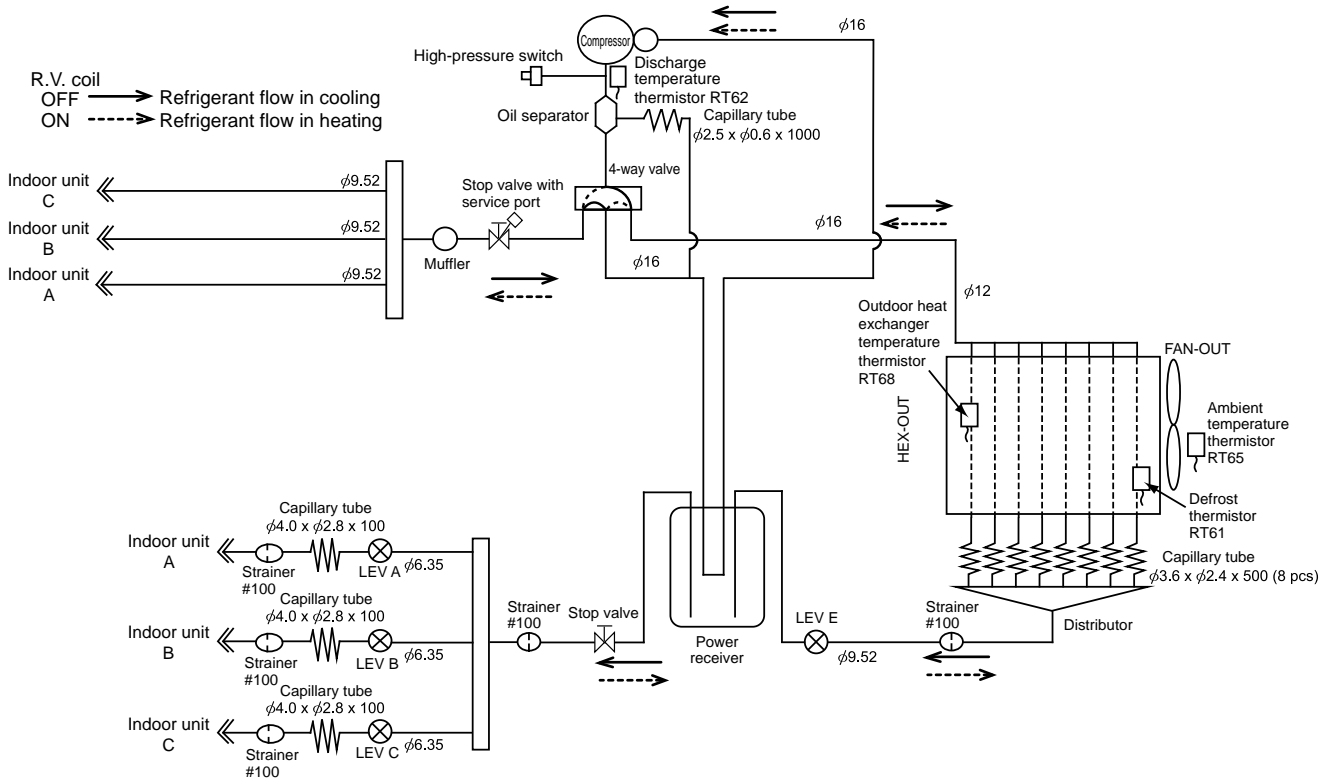 ϕ16
Compressor
High-pressure switch
Discharge
temperature
thermistor RT62
R.V. coil
OFF
Refrigerant flow in cooling
ON
Refrigerant flow in heating
Oil separator
Capillary tube
ϕ2.5 x ϕ0.6 x 1000
4-way valve
Indoor unit
C
ϕ9.52
Stop valve with
service port
Indoor unit
B
ϕ9.52
ϕ16
Indoor unit
A
ϕ9.52
Muffler
ϕ16
ϕ12
Outdoor heat
exchanger
temperature
thermistor
RT68
FAN-OUT
HEX-OUT
Ambient
temperature
thermistor
RT65
Defrost
thermistor
RT61
Capillary tube
ϕ3.6 x ϕ2.4 x 500 (8 pcs)
Distributor
Capillary tube
ϕ4.0 x ϕ2.8 x 100
Indoor unit
A
Strainer
#100
LEV A
ϕ6.35
Capillary tube
ϕ4.0 x ϕ2.8 x 100
Indoor unit
B
Strainer
#100
LEV B
ϕ6.35
Capillary tube
ϕ4.0 x ϕ2.8 x 100
Indoor unit
C
Strainer
#100
LEV C
ϕ6.35
Strainer
#100
Stop valve
Power
receiver
LEV E
ϕ9.52
Strainer
#100